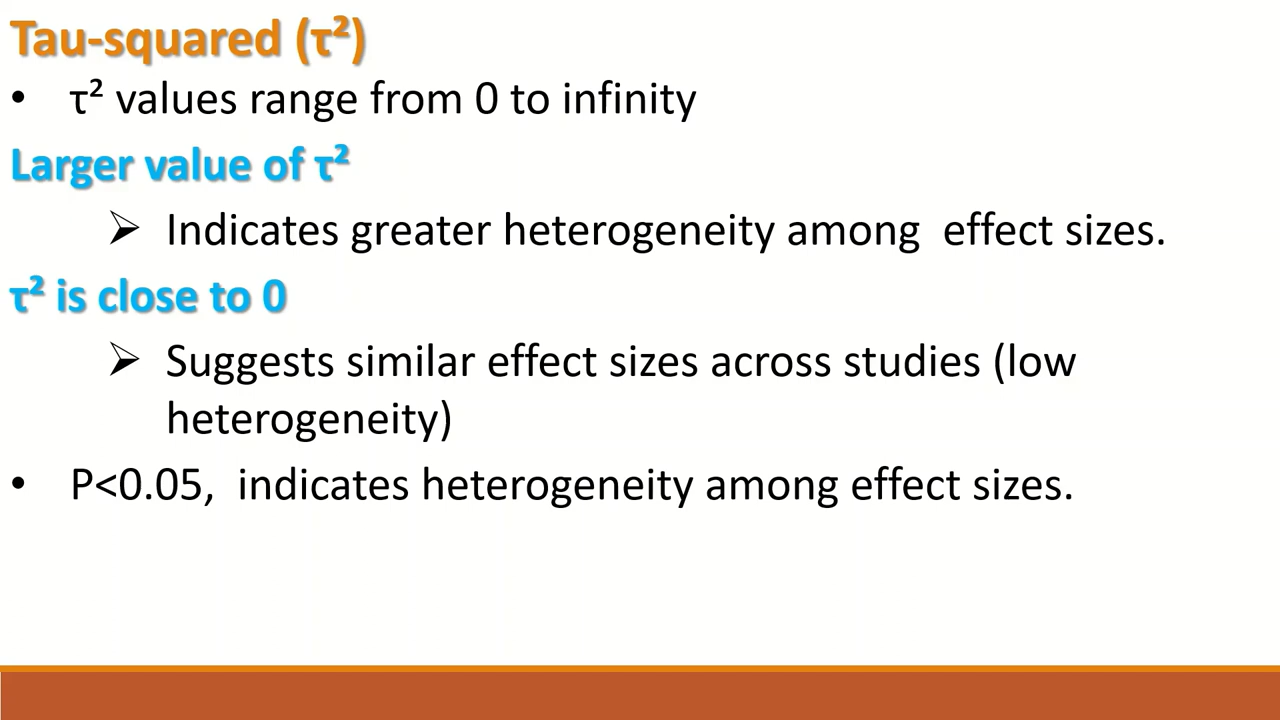 Tau-squared (τ²)
• τ² values range from 0 to infinity
Larger value of τ²
➢ Indicates greater heterogeneity among  effect sizes.
τ² is close to 0
➢ Suggests similar effect sizes across studies (low
heterogeneity)
• P<0.05,  indicates heterogeneity among effect sizes.